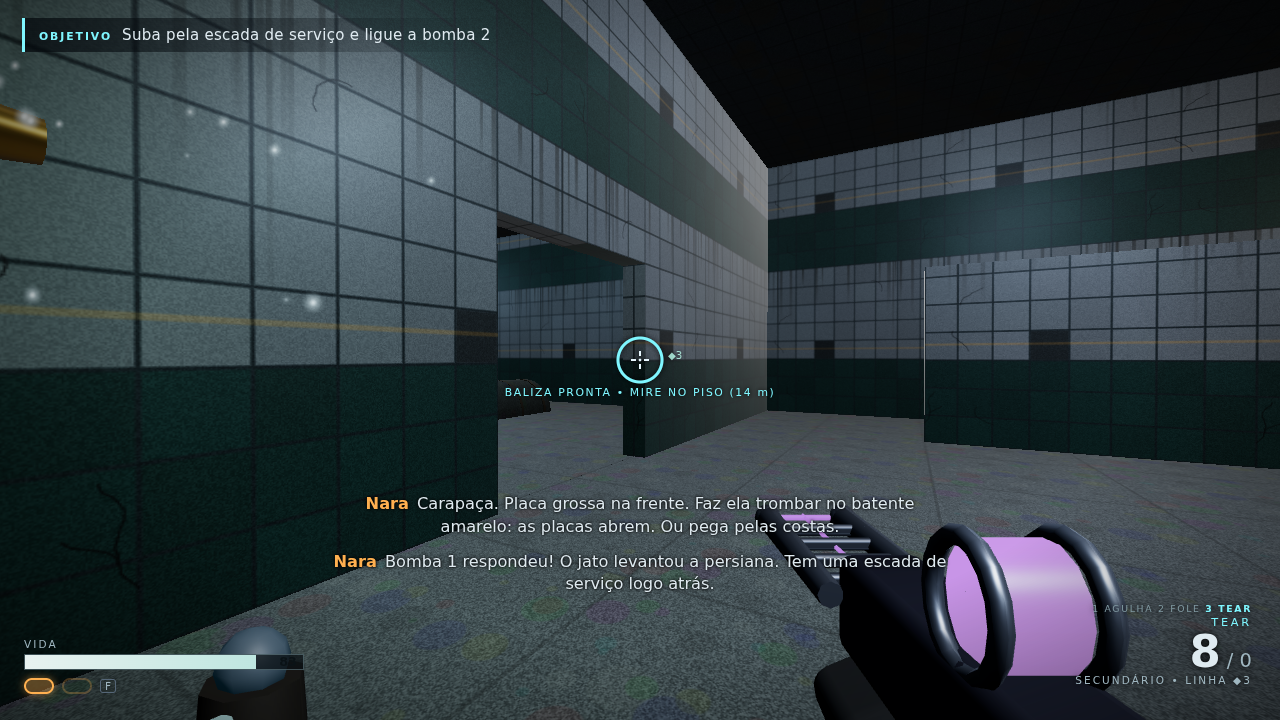 OBJETIVO Suba pela escada de serviço e ligue a bomba 2
◆3
BALIZA PRONTA • MIRE NO PISO (14 m)
Nara Carapaça. Placa grossa na frente. Faz ela trombar no batente
amarelo: as placas abrem. Ou pega pelas costas.
Nara Bomba 1 respondeu! O jato levantou a persiana. Tem uma escada de
serviço logo atrás.
VIDA
F
1 AGULHA 2 FOLE 3 TEAR
TEAR
8 / 0
SECUNDÁRIO • LINHA ◆3